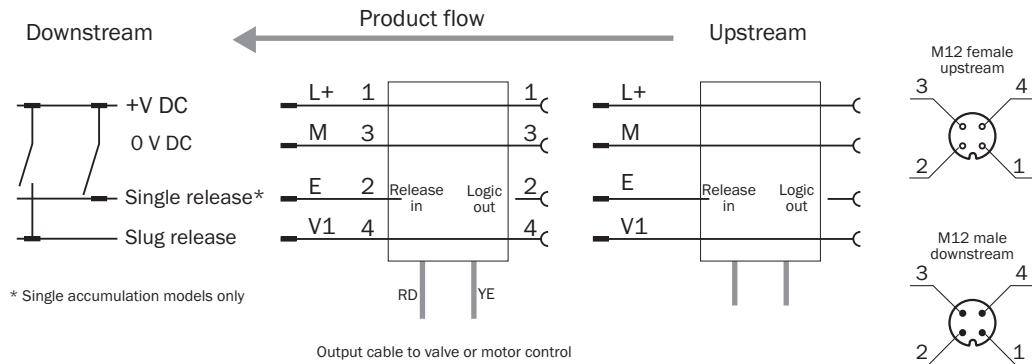 Product flow
Downstream
Upstream
M12 female
upstream
3 4
2 1
+V DC
0 V DC
Single release*
Slug release
* Single accumulation models only
L+ 1 1
M 3 3
E 2 Release in Logic out 2
V1 4 4
RD YE
Output cable to valve or motor control
L+
M
E Release in Logic out
V1
M12 male
downstream
3 4
2 1